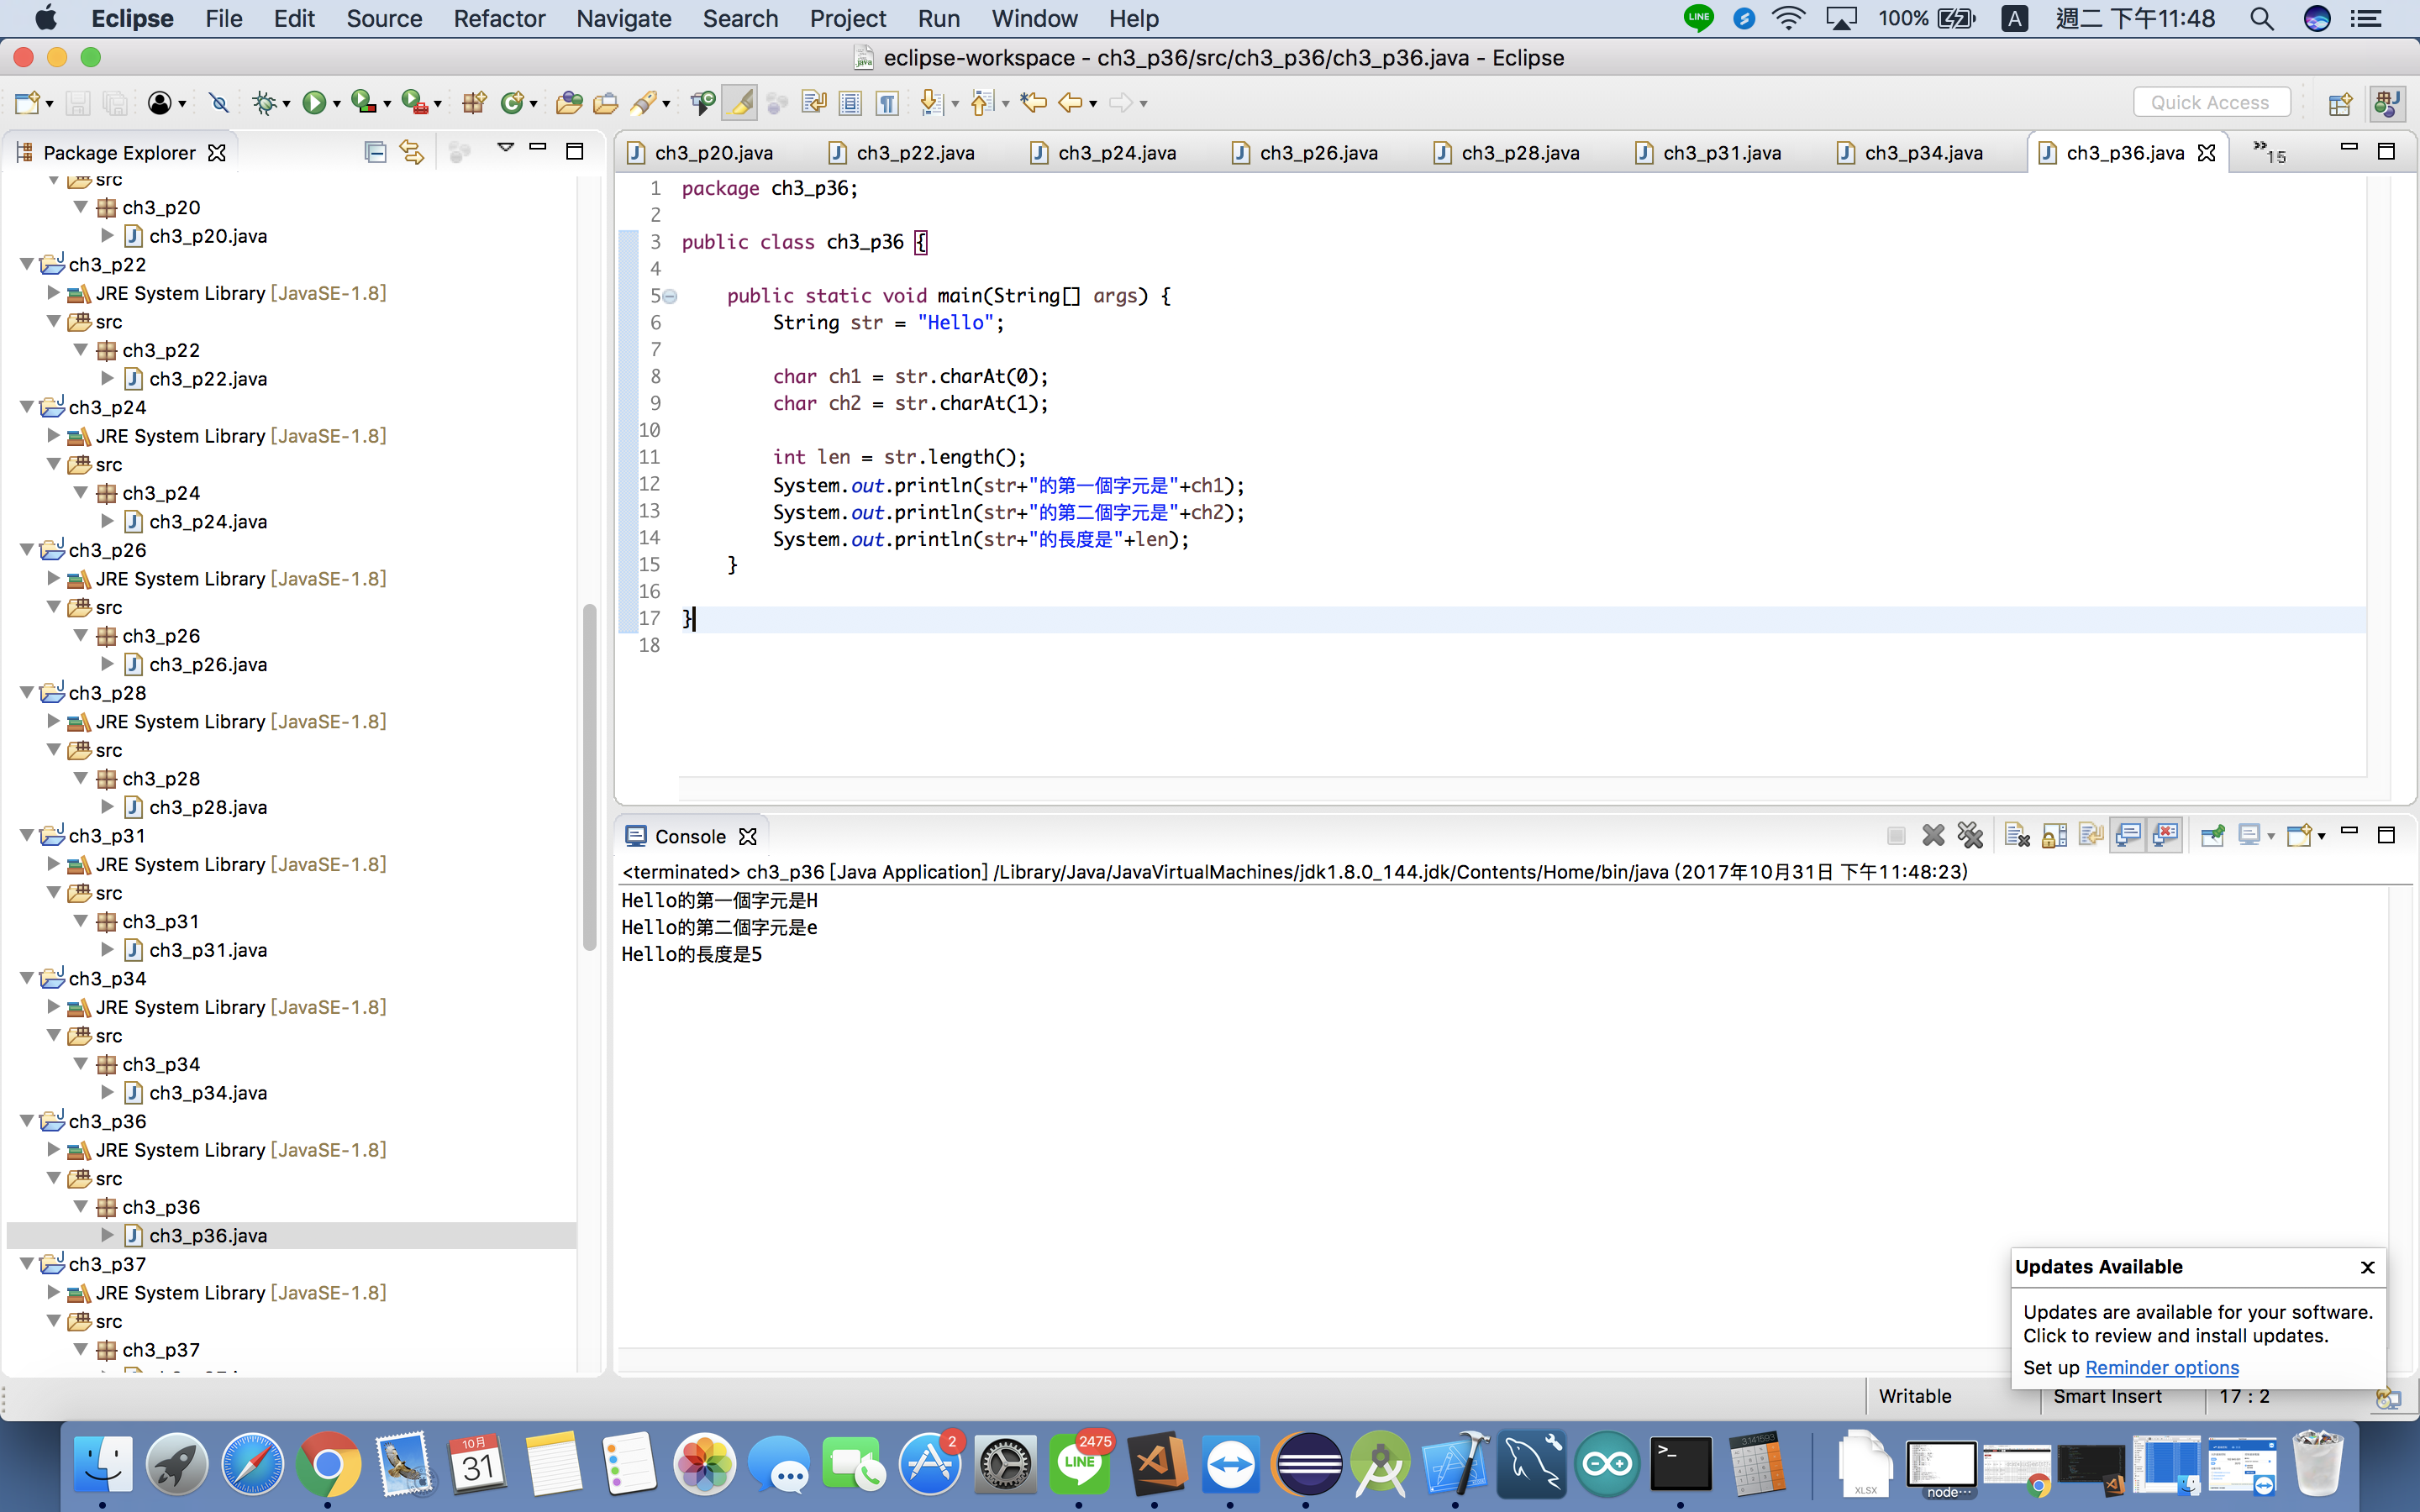 Eclipse File Edit Source Refactor Navigate Search Project Run Window Help LINE 100% A 週二 下午11:48
eclipse-workspace - ch3_p36/src/ch3_p36/ch3_p36.java - Eclipse
Quick Access
Package Explorer
src
ch3_p20
ch3_p20.java
ch3_p22
JRE System Library [JavaSE-1.8]
src
ch3_p22
ch3_p22.java
ch3_p24
JRE System Library [JavaSE-1.8]
src
ch3_p24
ch3_p24.java
ch3_p26
JRE System Library [JavaSE-1.8]
src
ch3_p26
ch3_p26.java
ch3_p28
JRE System Library [JavaSE-1.8]
src
ch3_p28
ch3_p28.java
ch3_p31
JRE System Library [JavaSE-1.8]
src
ch3_p31
ch3_p31.java
ch3_p34
JRE System Library [JavaSE-1.8]
src
ch3_p34
ch3_p34.java
ch3_p36
JRE System Library [JavaSE-1.8]
src
ch3_p36
ch3_p36.java
ch3_p37
JRE System Library [JavaSE-1.8]
src
ch3_p37
ch3_p20.java ch3_p22.java ch3_p24.java ch3_p26.java ch3_p28.java ch3_p31.java ch3_p34.java ch3_p36.java »15
1 package ch3_p36;
2
3 public class ch3_p36 {
4
5 public static void main(String[] args) {
6 String str = "Hello";
7
8 char ch1 = str.charAt(0);
9 char ch2 = str.charAt(1);
10
11 int len = str.length();
12 System.out.println(str+"的第一個字元是"+ch1);
13 System.out.println(str+"的第二個字元是"+ch2);
14 System.out.println(str+"的長度是"+len);
15 }
16
17 }
18
Console
<terminated> ch3_p36 [Java Application] /Library/Java/JavaVirtualMachines/jdk1.8.0_144.jdk/Contents/Home/bin/java (2017年10月31日 下午11:48:23)
Hello的第一個字元是H
Hello的第二個字元是e
Hello的長度是5
Updates Available
Updates are available for your software.
Click to review and install updates.
Set up Reminder options
Writable Smart Insert 17 : 2
10月
31
2
2475
LINE
>_
3.141593
XLSX
node…